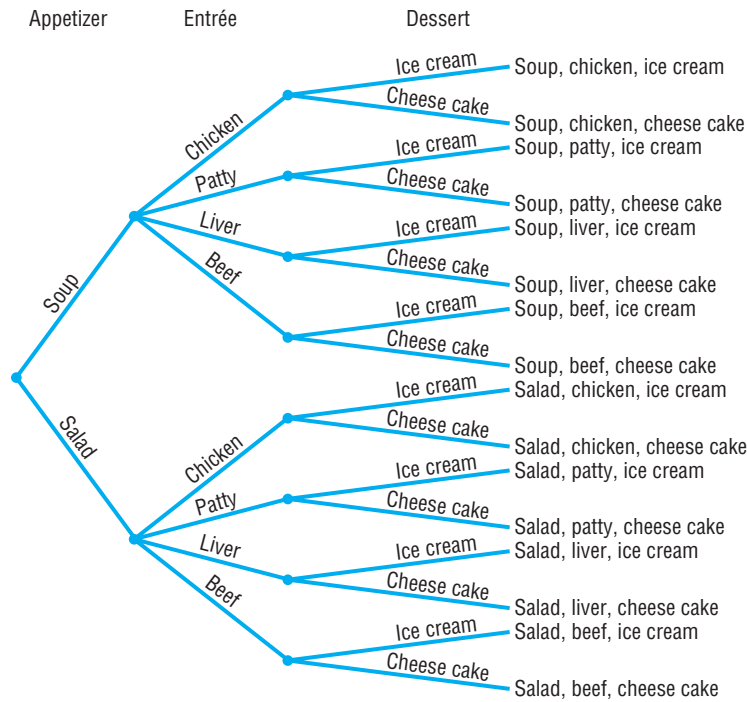 Appetizer Entrée Dessert
Ice cream Soup, chicken, ice cream
Chicken
Cheese cake Soup, chicken, cheese cake
Ice cream Soup, patty, ice cream
Patty
Cheese cake Soup, patty, cheese cake
Ice cream Soup, liver, ice cream
Liver
Cheese cake Soup, liver, cheese cake
Soup
Beef
Ice cream Soup, beef, ice cream
Cheese cake Soup, beef, cheese cake
Ice cream Salad, chicken, ice cream
Salad
Chicken
Cheese cake Salad, chicken, cheese cake
Ice cream Salad, patty, ice cream
Patty
Cheese cake Salad, patty, cheese cake
Ice cream Salad, liver, ice cream
Liver
Cheese cake Salad, liver, cheese cake
Beef
Ice cream Salad, beef, ice cream
Cheese cake Salad, beef, cheese cake